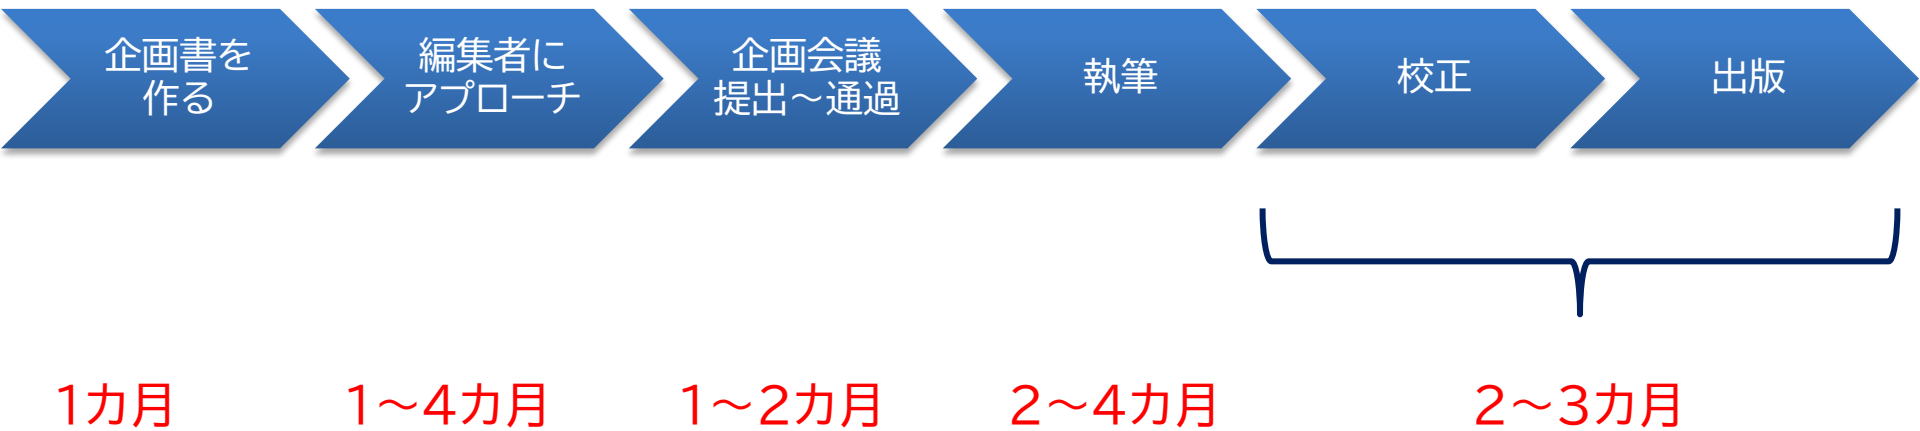 企画書を
作る
編集者に
アプローチ
企画会議
提出～通過
執筆
校正
出版
1カ月
1～4カ月
1～2カ月
2～4カ月
2～3カ月